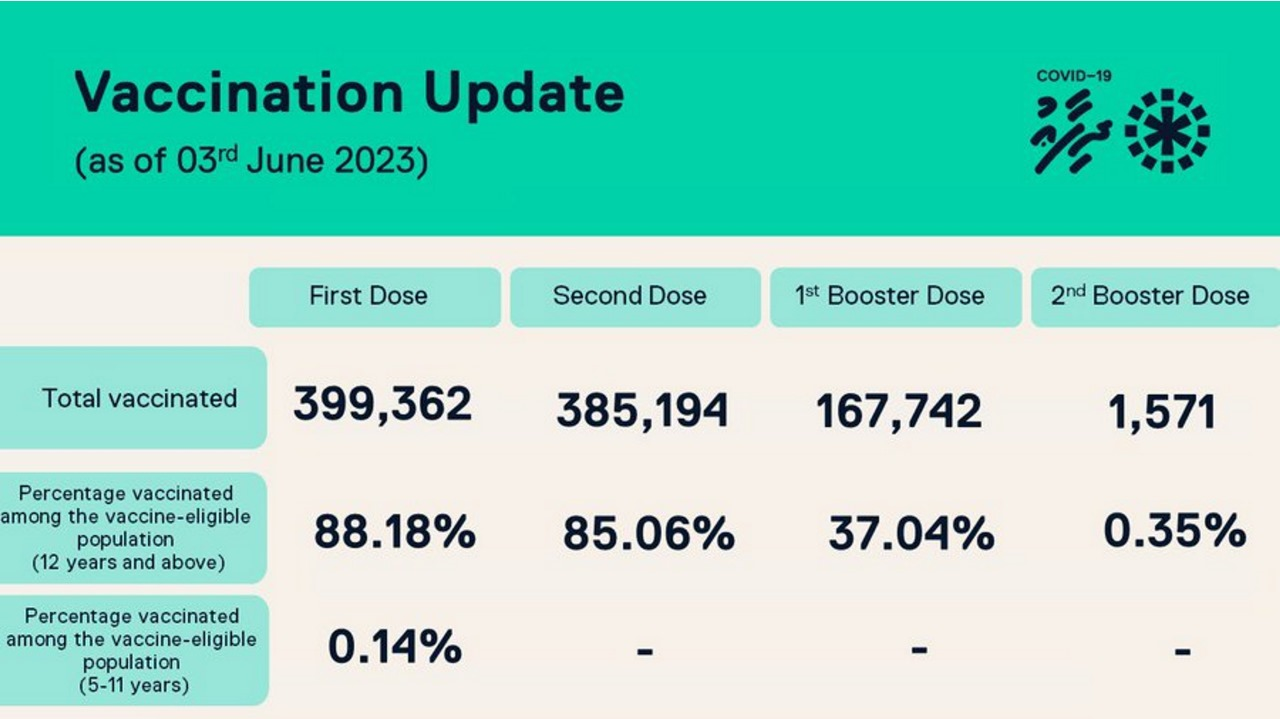 Vaccination Update
(as of 03rd June 2023)
COVID-19
First Dose
Second Dose
1st Booster Dose
2nd Booster Dose
Total vaccinated
399,362
385,194
167,742
1,571
Percentage vaccinated
among the vaccine-eligible
population
(12 years and above)
88.18%
85.06%
37.04%
0.35%
Percentage vaccinated
among the vaccine-eligible
population
(5-11 years)
0.14%
-
-
-